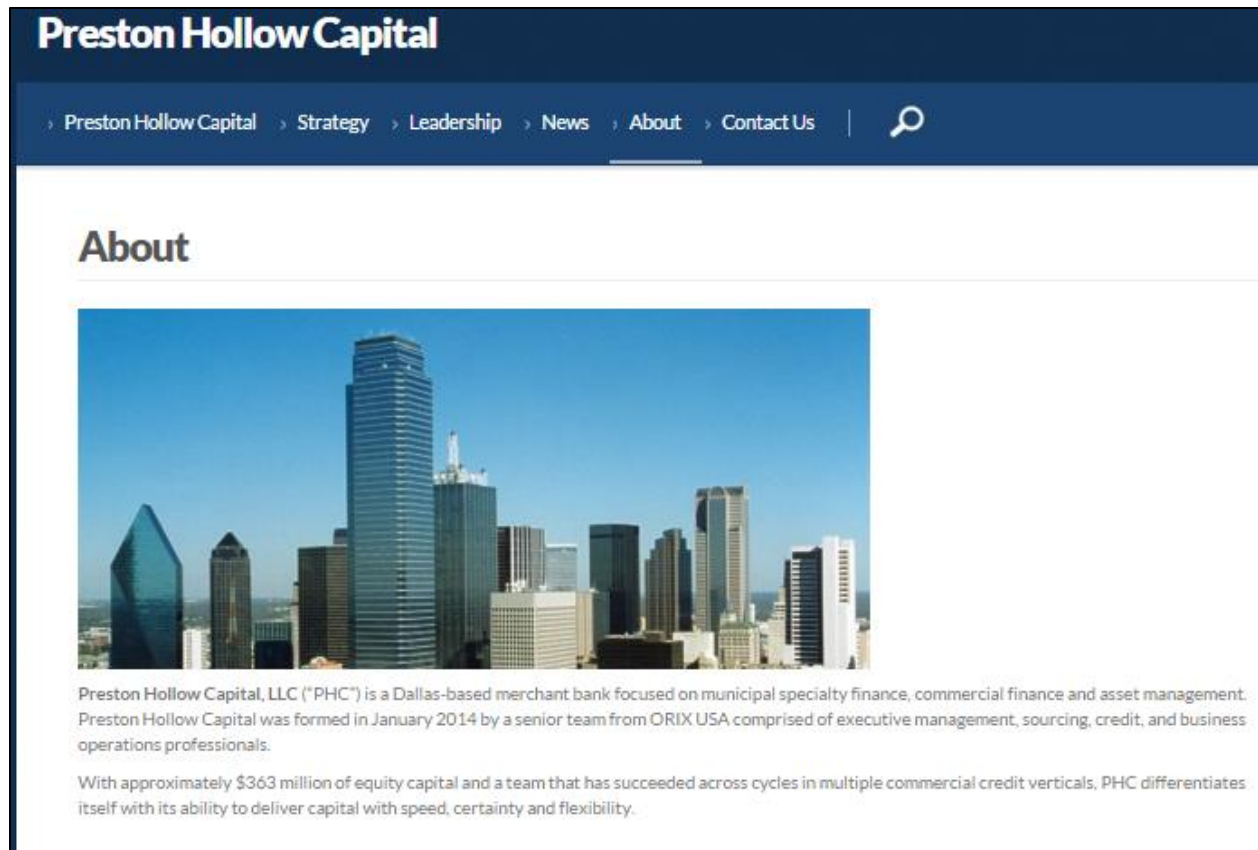 Preston Hollow Capital
› Preston Hollow Capital › Strategy › Leadership › News › About › Contact Us |
About
Preston Hollow Capital, LLC ("PHC") is a Dallas-based merchant bank focused on municipal specialty finance, commercial finance and asset management.
Preston Hollow Capital was formed in January 2014 by a senior team from ORIX USA comprised of executive management, sourcing, credit, and business
operations professionals.
With approximately $363 million of equity capital and a team that has succeeded across cycles in multiple commercial credit verticals, PHC differentiates
itself with its ability to deliver capital with speed, certainty and flexibility.